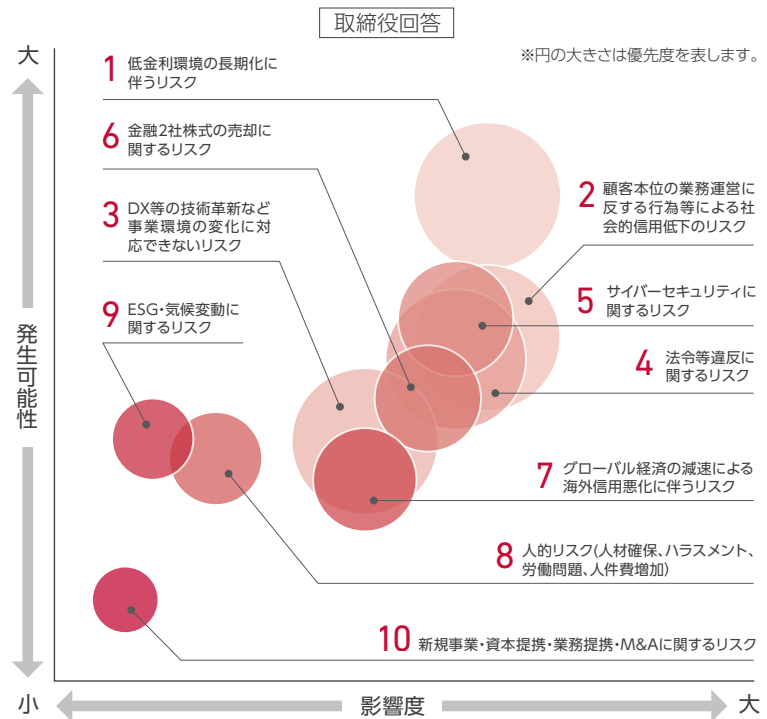 取締役回答
※円の大きさは優先度を表します。
大
発生可能性
小
影響度
大
1 低金利環境の長期化に
伴うリスク
6 金融2社株式の売却に
関するリスク
3 DX等の技術革新など
事業環境の変化に対
応できないリスク
9 ESG・気候変動に
関するリスク
2 顧客本位の業務運営に
反する行為等による社
会的信用低下のリスク
5 サイバーセキュリティに
関するリスク
4 法令等違反に
関するリスク
7 グローバル経済の減速による
海外信用悪化に伴うリスク
8 人的リスク(人材確保、ハラスメント、
労働問題、人件費増加)
10 新規事業・資本提携・業務提携・M&Aに関するリスク